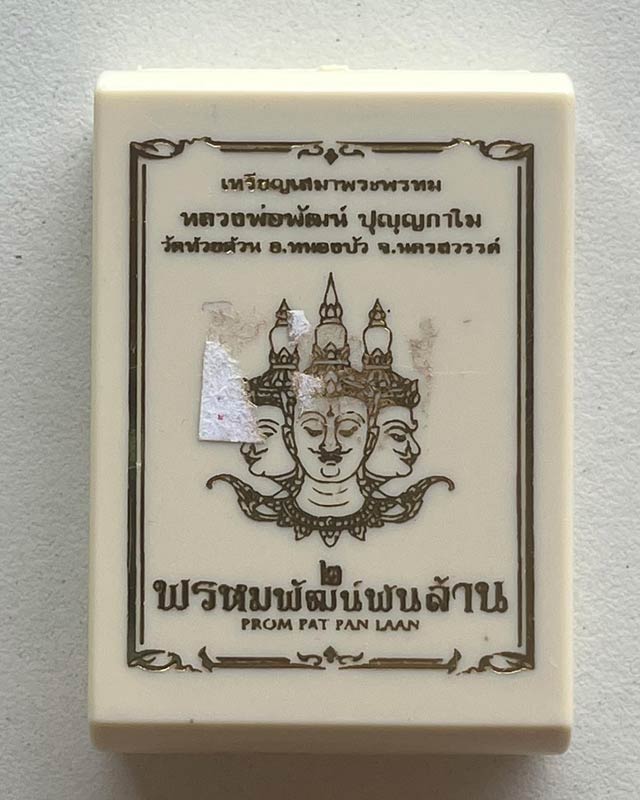 เหรียญเสมาพระพรหม
หลวงพ่อพัฒน์ ปุญฺญกาโม
วัดห้วยด้วน อ.หนองบัว จ.นครสวรรค์
๒
พรหมพัฒน์พันล้าน
PROM PAT PAN LAAN